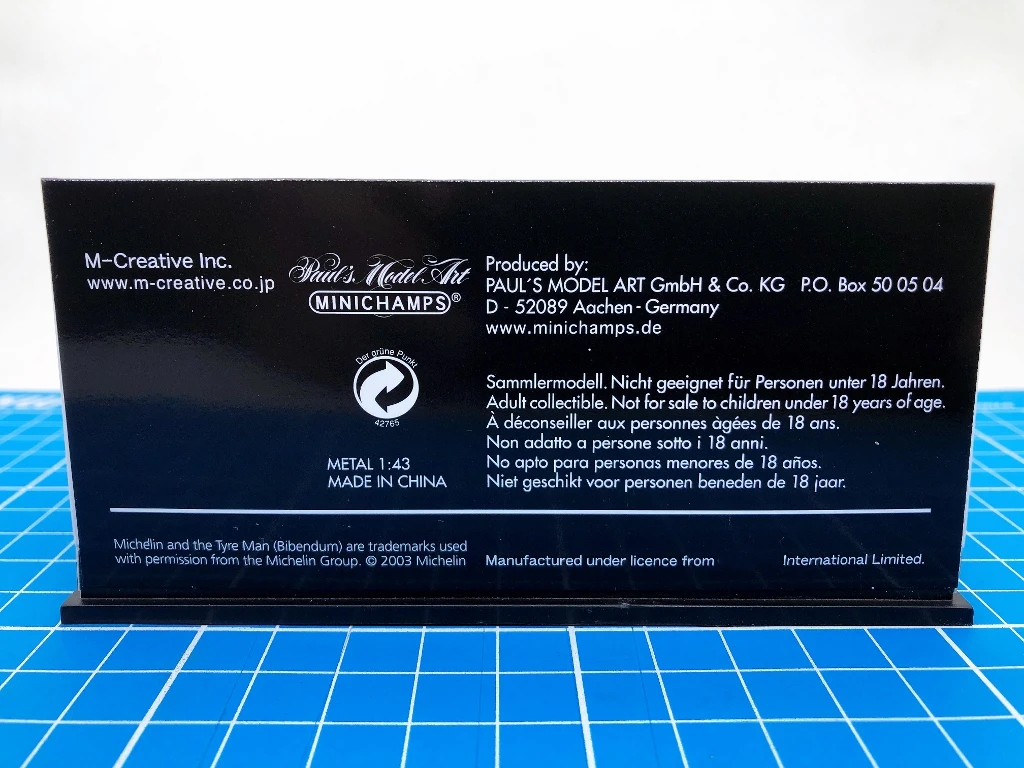 M-Creative Inc.
www.m-creative.co.jp
Paul's Model Art
MINICHAMPS®
Produced by:
PAUL´S MODEL ART GmbH & Co. KG P.O. Box 50 05 04
D - 52089 Aachen - Germany
www.minichamps.de
Der grüne Punkt
42765
METAL 1:43
MADE IN CHINA
Sammlermodell. Nicht geeignet für Personen unter 18 Jahren.
Adult collectible. Not for sale to children under 18 years of age.
À déconseiller aux personnes àgées de 18 ans.
Non adatto a persone sotto i 18 anni.
No apto para personas menores de 18 años.
Niet geschikt voor personen beneden de 18 jaar.
Michelin and the Tyre Man (Bibendum) are trademarks used
with permission from the Michelin Group. © 2003 Michelin
Manufactured under licence from International Limited.